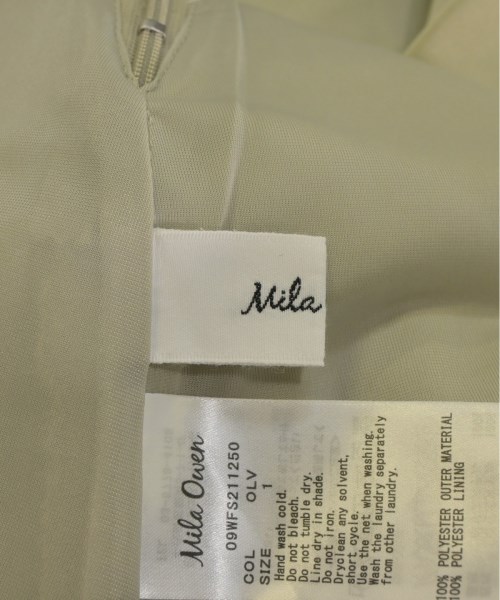 Mila
Mila Owen
09WFS211250
COL OLV
SIZE 1
Hand wash cold.
Do not bleach.
Do not tumble dry.
Line dry in shade.
Do not iron.
Dryclean any solvent,
short cycle.
Use the net when washing.
Wash the laundry separately
from other laundry.
100% POLYESTER OUTER MATERIAL
100% POLYESTER LINING